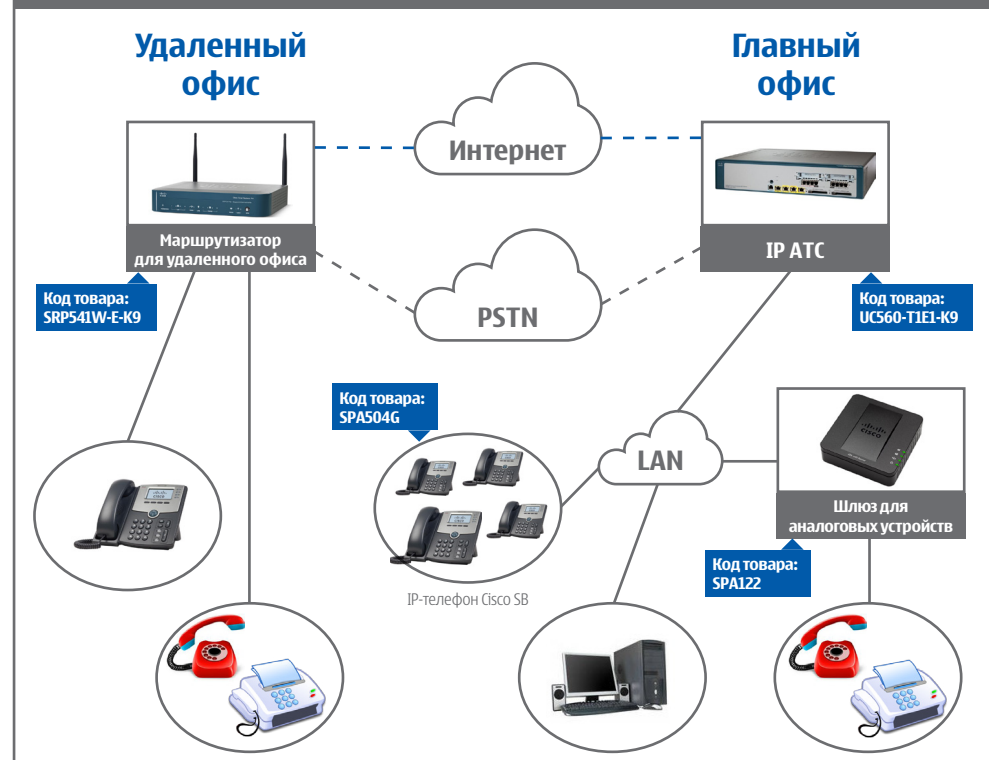 Удаленный
офис
Главный
офис
Интернет
Маршрутизатор
для удаленного офиса
IP АТС
Код товара:
SRP541W-E-K9
PSTN
Код товара:
UC560-T1E1-K9
Код товара:
SPA504G
LAN
CISCO
Шлюз для
аналоговых устройств
Код товара:
SPA122
IP-телефон Cisco SB